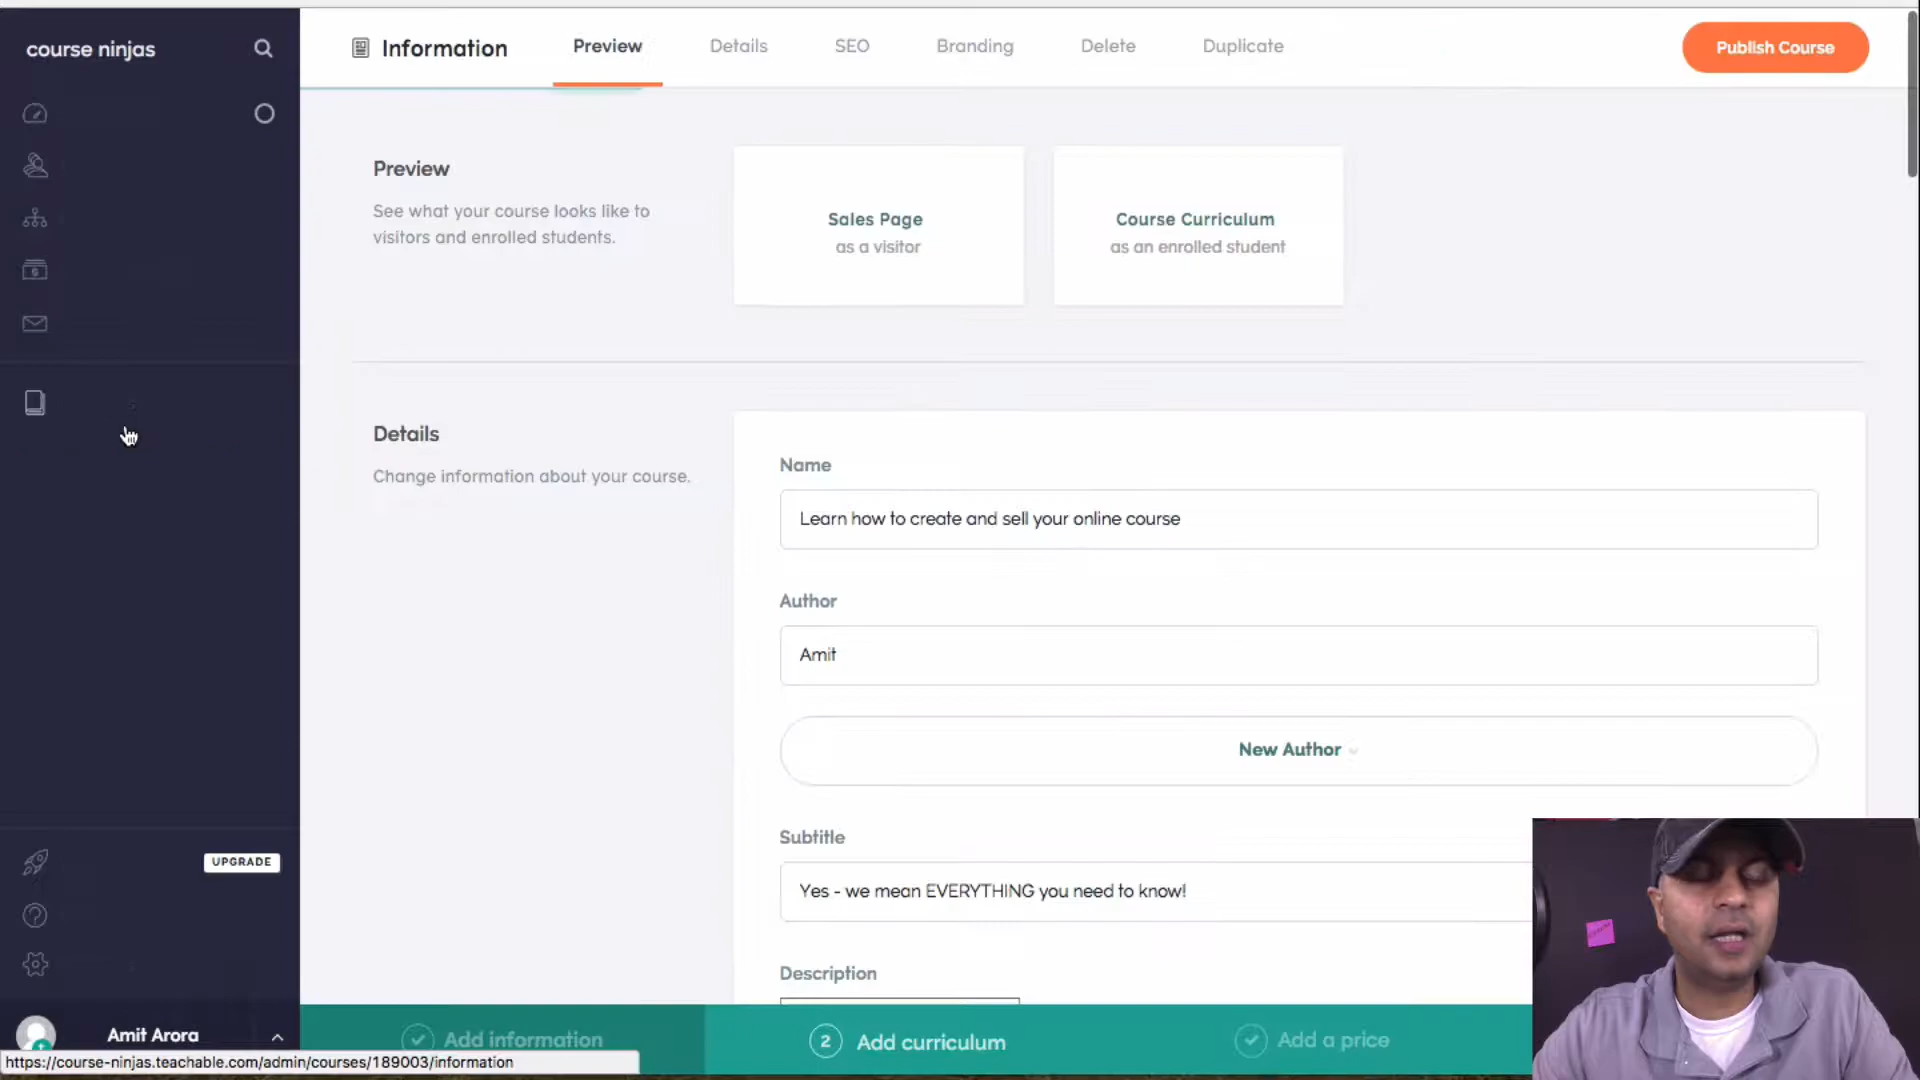 course ninjas
Information
Preview
Details
SEO
Branding
Delete
Duplicate
Publish Course
Preview
See what your course looks like to
visitors and enrolled students.
Sales Page
as a visitor
Course Curriculum
as an enrolled student
Details
Change information about your course.
Name
Learn how to create and sell your online course
Author
Amit
New Author
Subtitle
Yes - we mean EVERYTHING you need to know!
Description
UPGRADE
Amit Arora
Add information
2 Add curriculum
Add a price
https://course-ninjas.teachable.com/admin/courses/189003/information